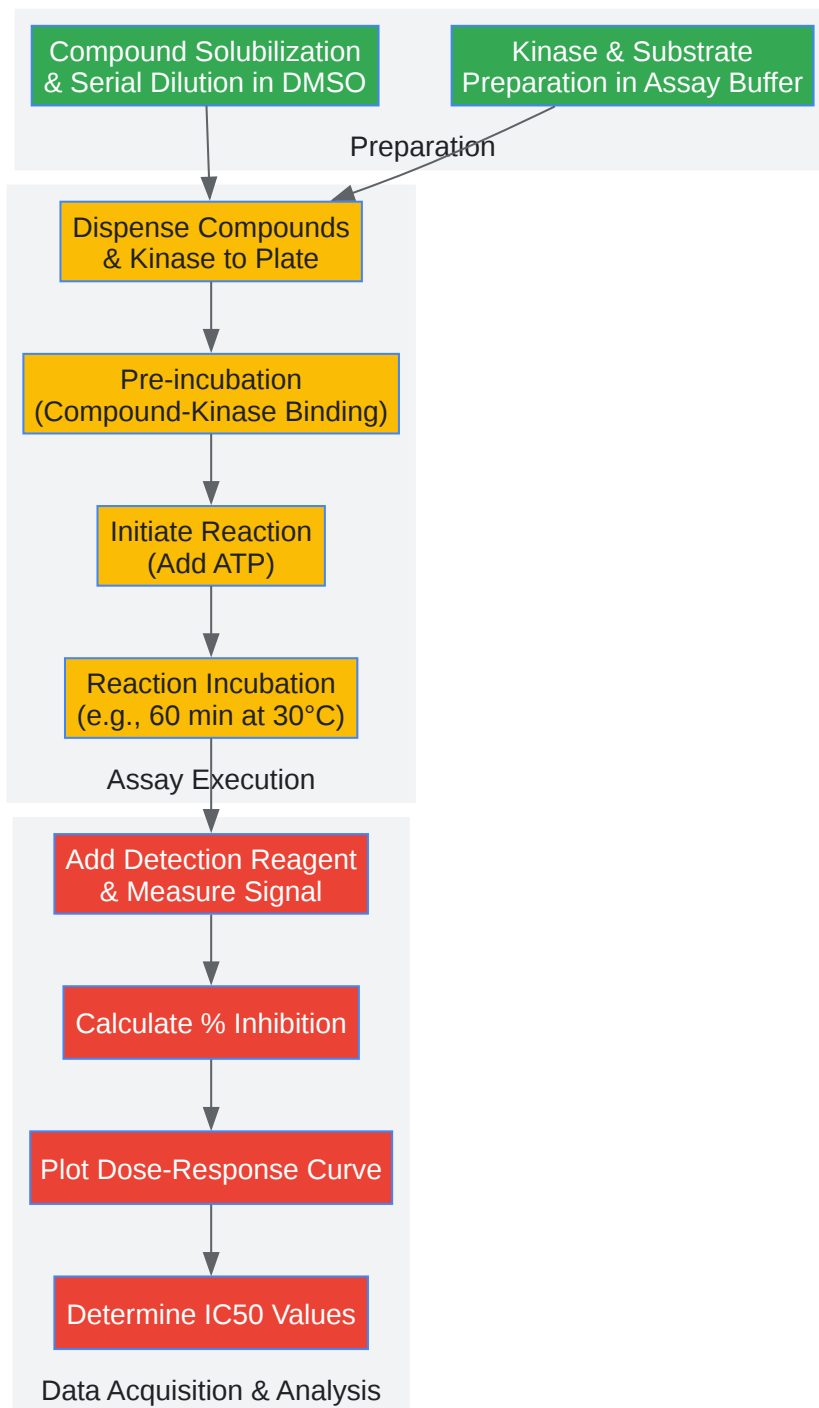 Compound Solubilization
& Serial Dilution in DMSO
Kinase & Substrate
Preparation in Assay Buffer
Preparation
Dispense Compounds
& Kinase to Plate
Pre-incubation
(Compound-Kinase Binding)
Initiate Reaction
(Add ATP)
Reaction Incubation
(e.g., 60 min at 30°C)
Assay Execution
Add Detection Reagent
& Measure Signal
Calculate % Inhibition
Plot Dose-Response Curve
Determine IC50 Values
Data Acquisition & Analysis